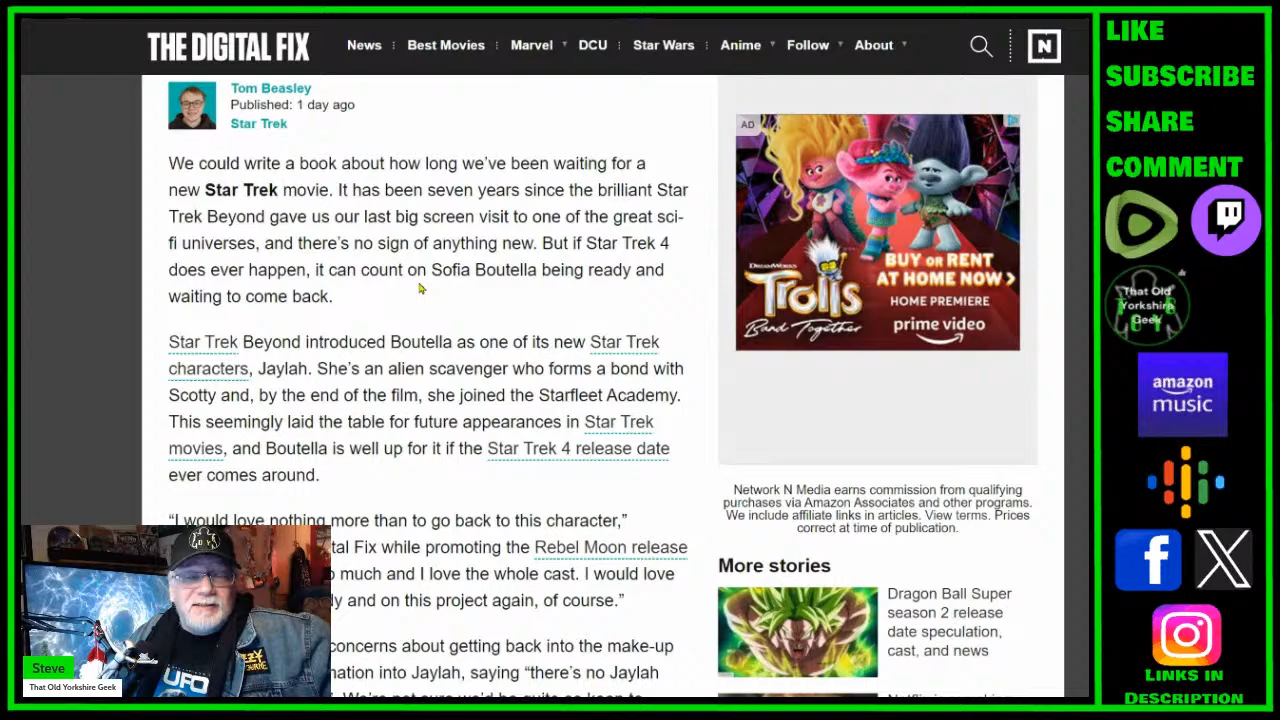 THE DIGITAL FIX
News
Best Movies
Marvel
DCU
Star Wars
Anime
Follow
About
N
Tom Beasley
Published: 1 day ago
Star Trek
We could write a book about how long we've been waiting for a
new Star Trek movie. It has been seven years since the brilliant Star
Trek Beyond gave us our last big screen visit to one of the great sci-
fi universes, and there's no sign of anything new. But if Star Trek 4
does ever happen, it can count on Sofia Boutella being ready and
waiting to come back.
Star Trek Beyond introduced Boutella as one of its new Star Trek
characters, Jaylah. She's an alien scavenger who forms a bond with
Scotty and, by the end of the film, she joined the Starfleet Academy.
This seemingly laid the table for future appearances in Star Trek
movies, and Boutella is well up for it if the Star Trek 4 release date
ever comes around.
“I would love nothing more than to go back to this character,”
tal Fix while promoting the Rebel Moon release
much and I love the whole cast. I would love
and on this project again, of course.”
concerns about getting back into the make-up
mation into Jaylah, saying “there's no Jaylah
AD
DREAMWORKS
Trolls
Band Together
BUY OR RENT
AT HOME NOW
HOME PREMIERE
prime video
Network N Media earns commission from qualifying
purchases via Amazon Associates and other programs.
We include affiliate links in articles. View terms. Prices
correct at time of publication.
More stories
Dragon Ball Super
season 2 release
date speculation,
cast, and news
UFO
Steve
That Old Yorkshire Geek
LIKE
SUBSCRIBE
SHARE
COMMENT
That Old
Yorkshire
Geek
amazon
music
LINKS IN
DESCRIPTION